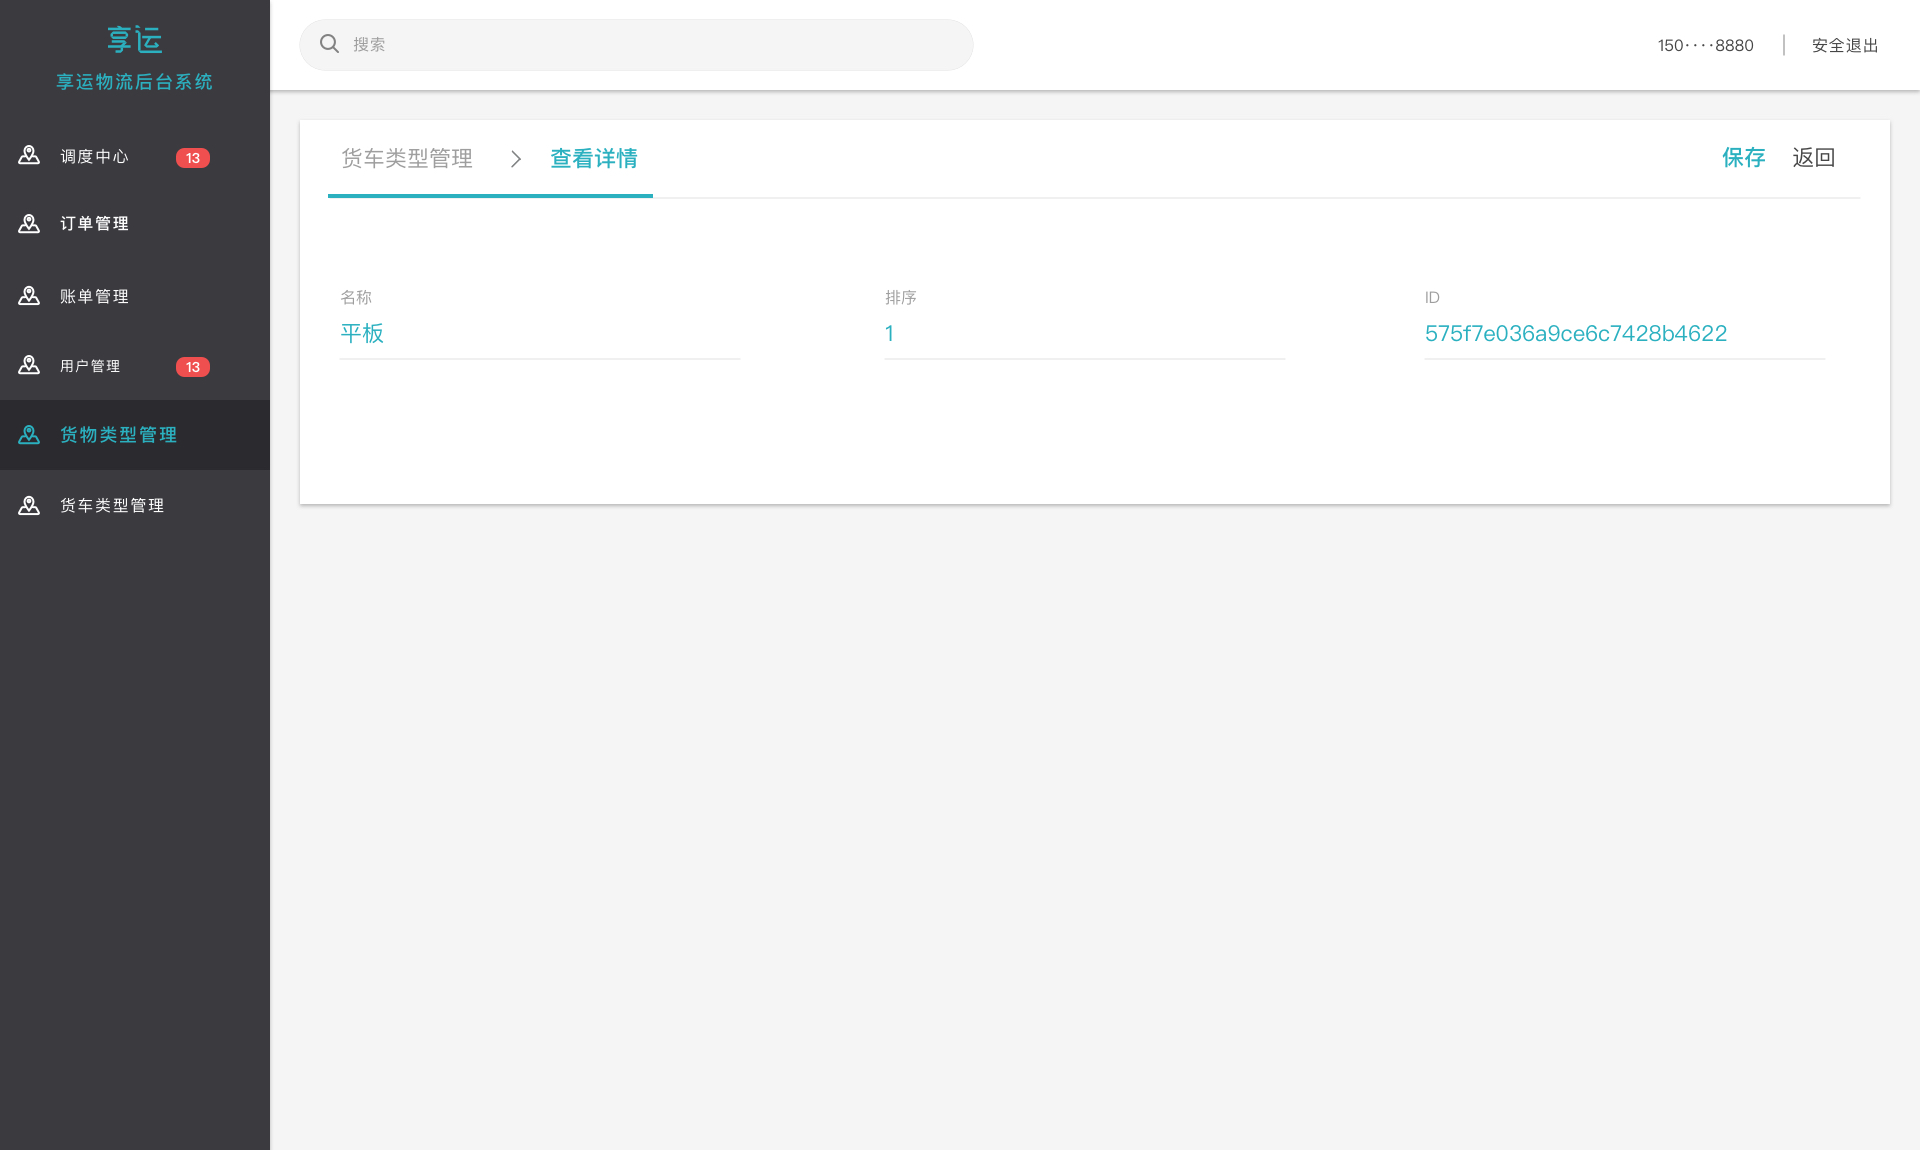 享运
享运物流后台系统
调度中心 13
订单管理
账单管理
用户管理 13
货物类型管理
货车类型管理
搜索
150····8880
安全退出
货车类型管理 > 查看详情
保存 返回
名称
平板
排序
1
ID
575f7e036a9ce6c7428b4622